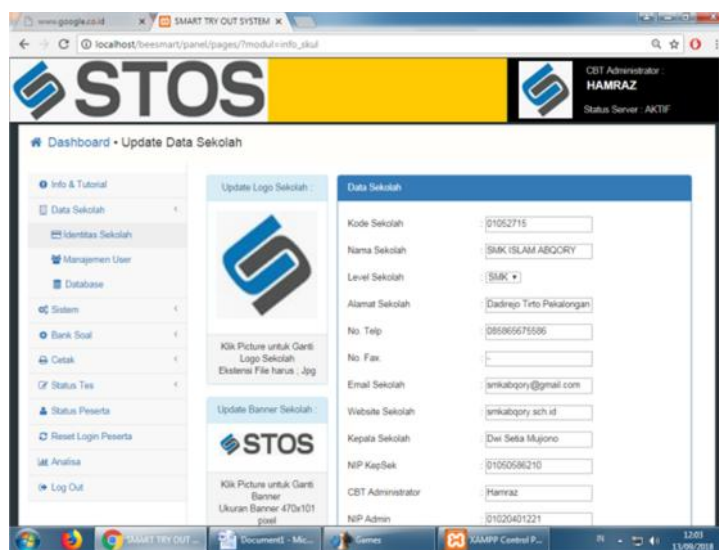 www.google.co.id
SMART TRY OUT SYSTEM
localhost/beesmart/panel/pages/?modul=info_skul
STOS
CBT Administrator :
HAMRAZ
Status Server : AKTIF
Dashboard • Update Data Sekolah
Info & Tutorial
Data Sekolah
Identitas Sekolah
Manajemen User
Database
Sistem
Bank Soal
Cetak
Status Tes
Status Peserta
Reset Login Peserta
Analisa
Log Out
Update Logo Sekolah :
Klik Picture untuk Ganti
Logo Sekolah
Ekstensi File harus : Jpg
Update Banner Sekolah :
STOS
Klik Picture untuk Ganti
Banner
Ukuran Banner 470x101
pixel
Data Sekolah
Kode Sekolah : 01052715
Nama Sekolah : SMK ISLAM ABQORY
Level Sekolah : SMK
Alamat Sekolah : Dadirejo Tirto Pekalongan
No. Telp : 085865675586
No. Fax. : -
Email Sekolah : smkabqory@gmail.com
Website Sekolah : smkabqory.sch.id
Kepala Sekolah : Dwi Setia Mujiono
NIP KepSek : 01050586210
CBT Administrator : Hamraz
NIP Admin : 01020401221
SMART TRY OUT ...
Document1 - Mic...
Games
XAMPP Control P...
IN
12:03
13/09/2018